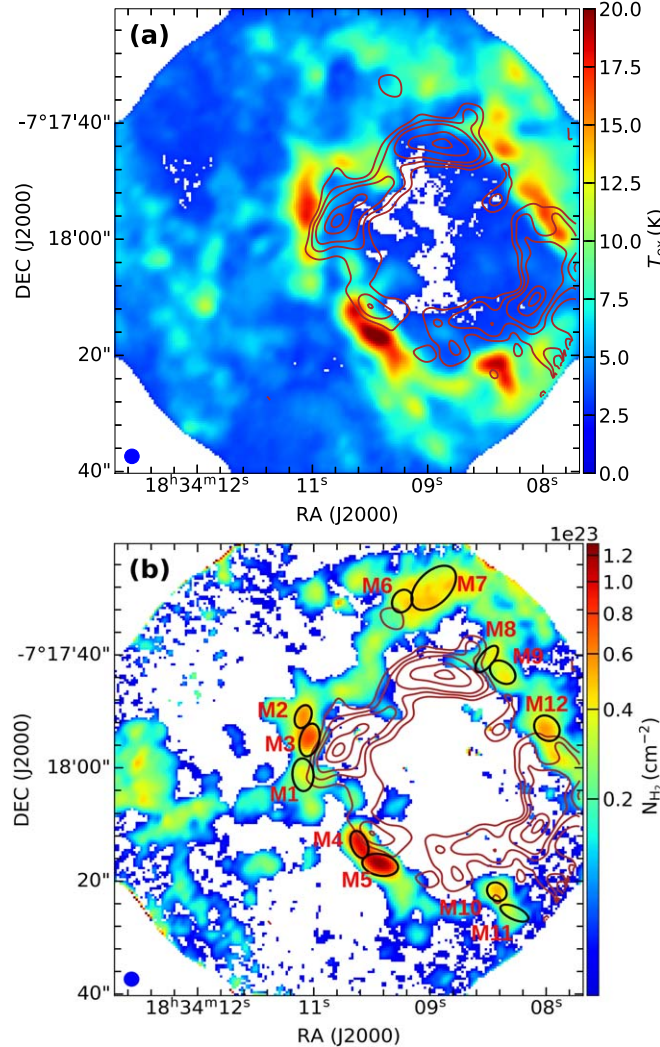 (a)
-7°17'40"
18'00"
20"
40"
DEC (J2000)
18ʰ34ᵐ12ˢ
11ˢ
09ˢ
08ˢ
RA (J2000)
20.0
17.5
15.0
12.5
10.0
7.5
5.0
2.5
0.0
T_ex (K)
(b)
1e23
M6
M7
M8
M9
M2
M12
M3
M1
M4
M5
M10
M11
-7°17'40"
18'00"
20"
40"
DEC (J2000)
18ʰ34ᵐ12ˢ
11ˢ
09ˢ
08ˢ
RA (J2000)
1.2
1.0
0.8
0.6
0.4
0.2
N_H₂ (cm⁻²)